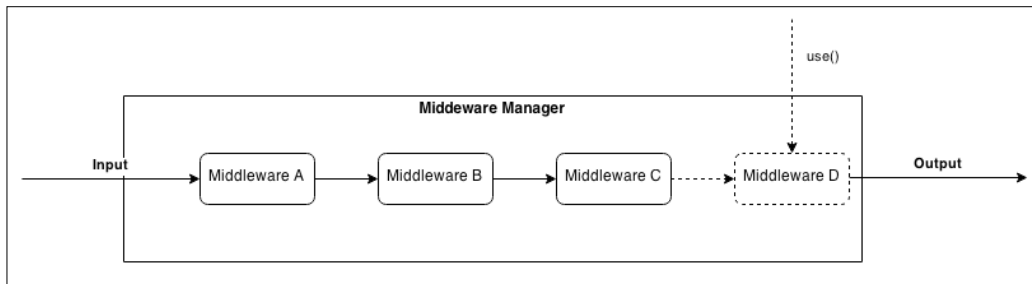 use()
Middeware Manager
Input
Middleware A
Middleware B
Middleware C
Middleware D
Output